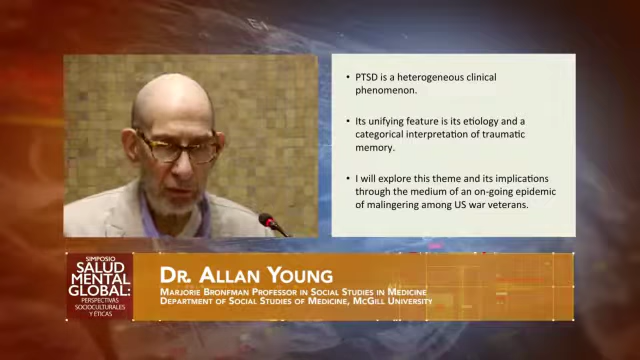 • PTSD is a heterogeneous clinical
phenomenon.
• Its unifying feature is its etiology and a
categorical interpretation of traumatic
memory.
• I will explore this theme and its implications
through the medium of an on-going epidemic
of malingering among US war veterans.
SIMPOSIO
SALUD
MENTAL
GLOBAL:
PERSPECTIVAS
SOCIOCULTURALES
Y ÉTICAS
DR. ALLAN YOUNG
MARJORIE BRONFMAN PROFESSOR IN SOCIAL STUDIES IN MEDICINE
DEPARTMENT OF SOCIAL STUDIES OF MEDICINE, MCGILL UNIVERSITY